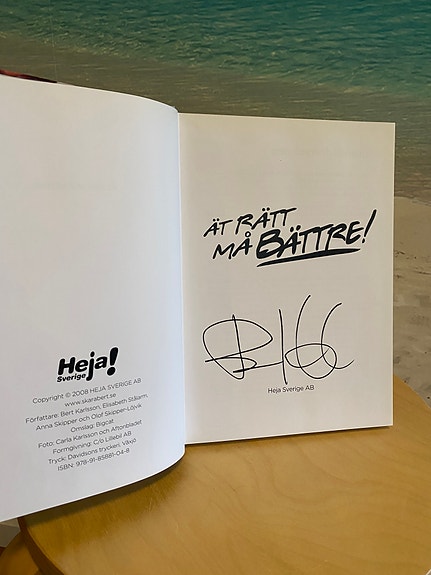 Heja!
Sverige
Copyright © 2008 HEJA SVERIGE AB
www.skarabert.se
Författare: Bert Karlsson, Elisabeth Stålarm,
Anna Skipper och Olof Skipper-Löjvik
Omslag: Bigcat
Foto: Carla Karlsson och Aftonbladet
Formgivning: C/o Lillebil AB
Tryck: Davidsons tryckeri, Växjö
ISBN: 978-91-85881-04-8
ÄT RÄTT
MÅ BÄTTRE!
Heja Sverige AB